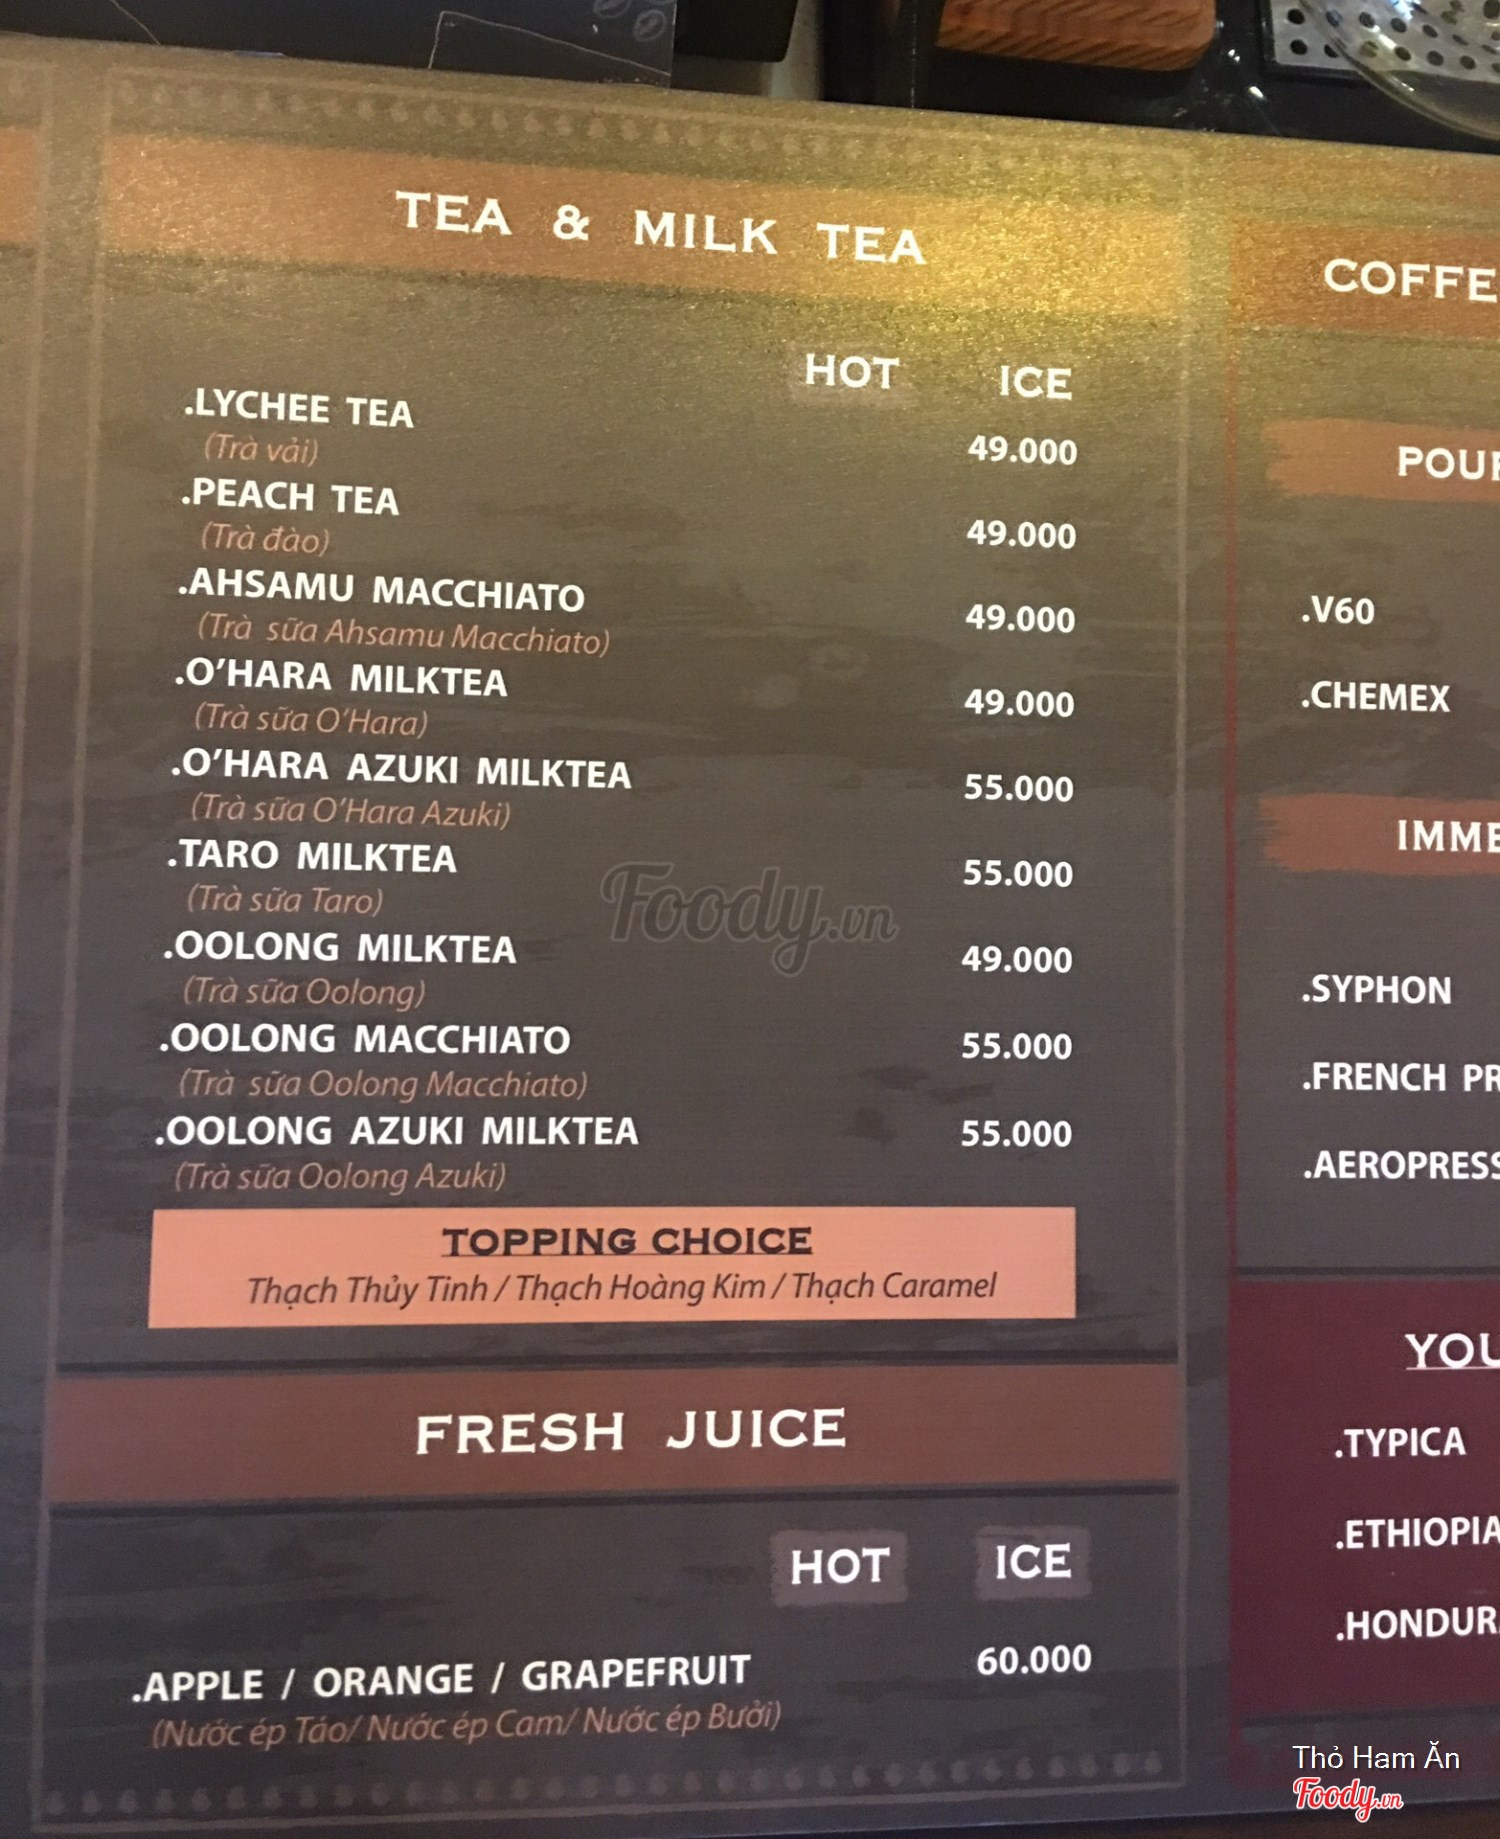 TEA & MILK TEA
HOT ICE
.LYCHEE TEA 49.000
(Trà vải)
.PEACH TEA 49.000
(Trà đào)
.AHSAMU MACCHIATO 49.000
(Trà sữa Ahsamu Macchiato)
.O'HARA MILKTEA 49.000
(Trà sữa O'Hara)
.O'HARA AZUKI MILKTEA 55.000
(Trà sữa O'Hara Azuki)
.TARO MILKTEA 55.000
(Trà sữa Taro)
.OOLONG MILKTEA 49.000
(Trà sữa Oolong)
.OOLONG MACCHIATO 55.000
(Trà sữa Oolong Macchiato)
.OOLONG AZUKI MILKTEA 55.000
(Trà sữa Oolong Azuki)
TOPPING CHOICE
Thạch Thủy Tinh / Thạch Hoàng Kim / Thạch Caramel
FRESH JUICE
HOT ICE
.APPLE / ORANGE / GRAPEFRUIT 60.000
(Nước ép Táo/ Nước ép Cam/ Nước ép Bưởi)
COFFE
POUR
.V60
.CHEMEX
IMME
.SYPHON
.FRENCH PR
.AEROPRESS
YOU
.TYPICA
.ETHIOPIA
.HONDUR
Foody.vn
Thỏ Ham Ăn
Foody.vn